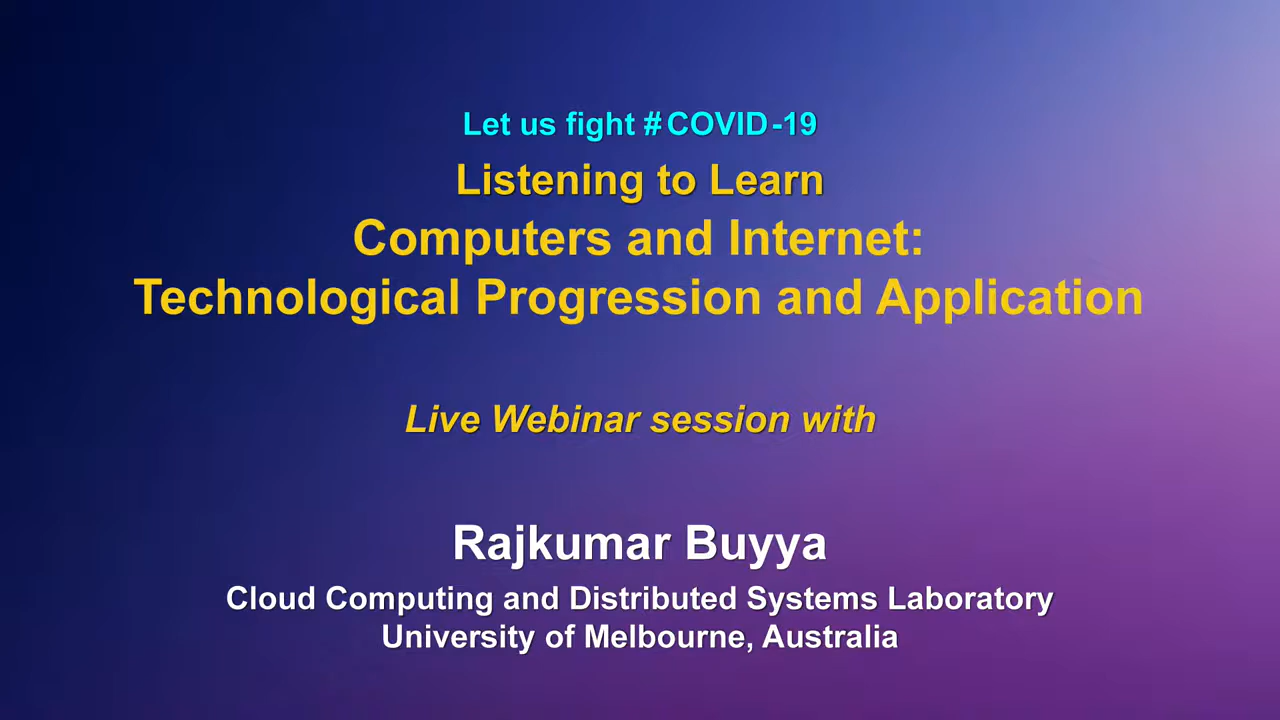 Let us fight #COVID-19
Listening to Learn
Computers and Internet:
Technological Progression and Application
Live Webinar session with
Rajkumar Buyya
Cloud Computing and Distributed Systems Laboratory
University of Melbourne, Australia